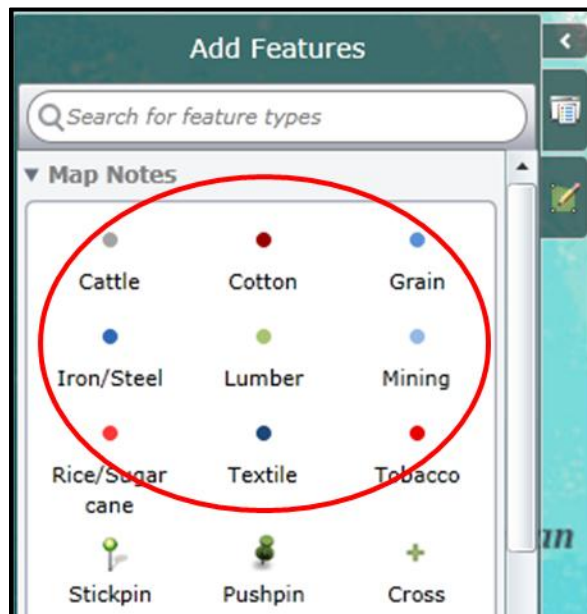 Add Features
Search for feature types
Map Notes
Cattle Cotton Grain
Iron/Steel Lumber Mining
Rice/Sugar Textile Tobacco
cane
Stickpin Pushpin Cross